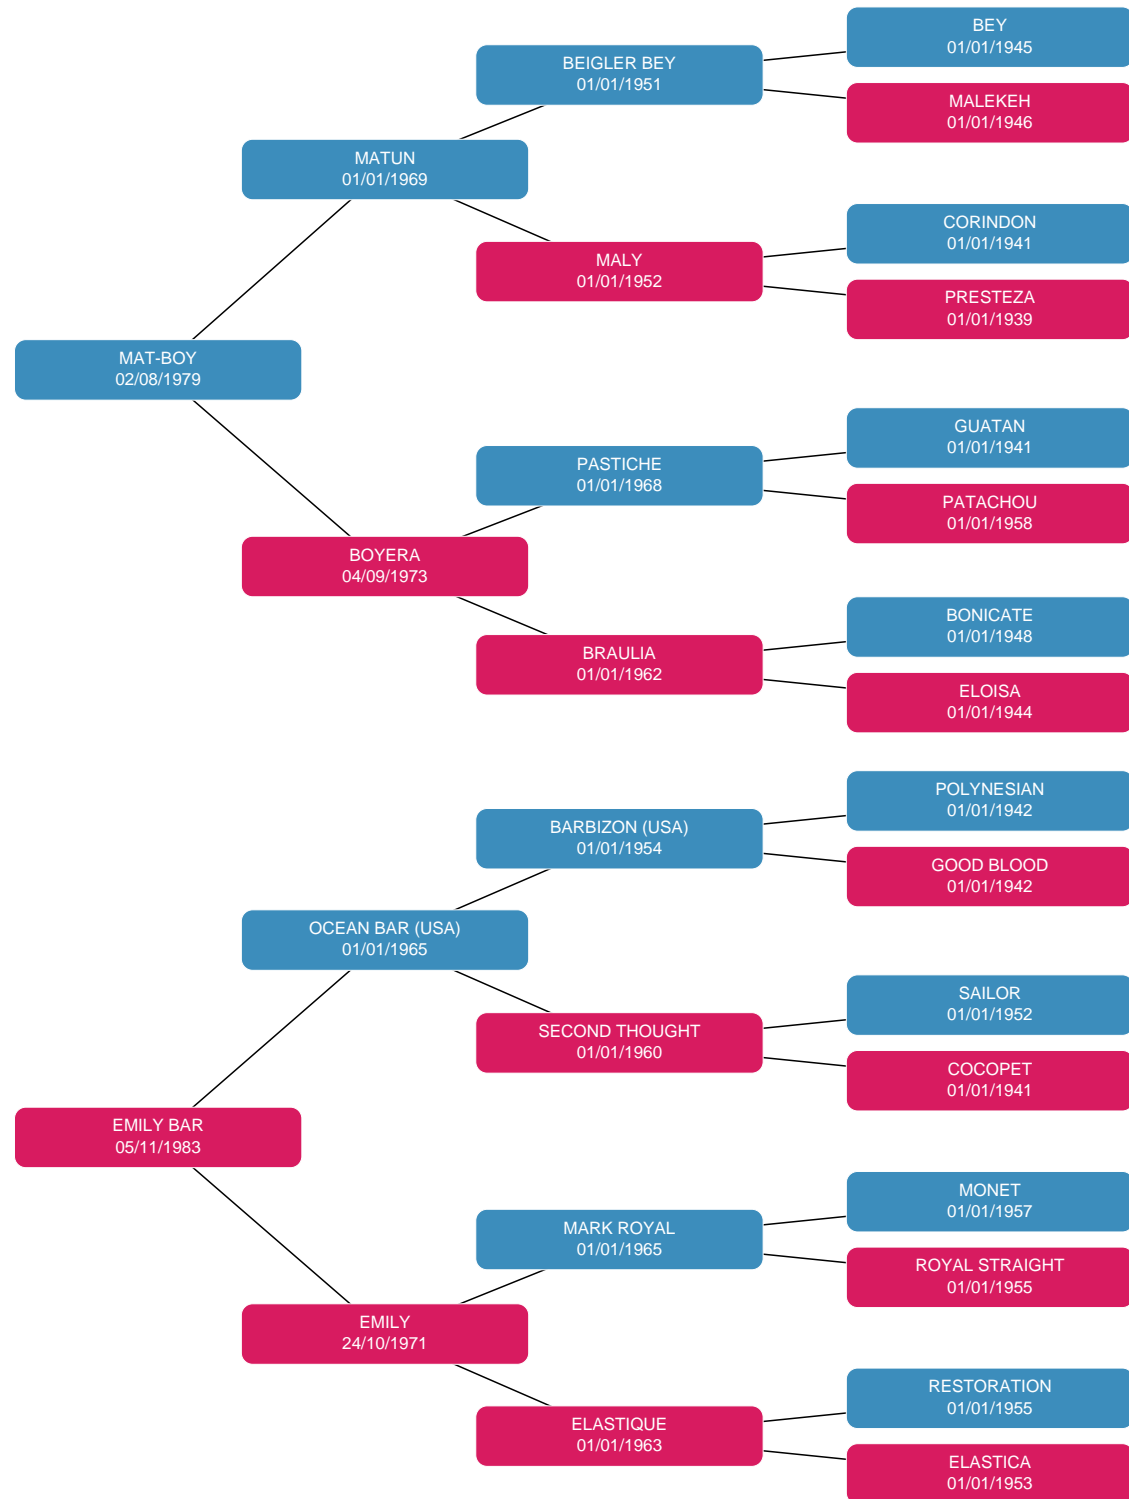 BEY
01/01/1945
BEIGLER BEY
01/01/1951
MALEKEH
01/01/1946
MATUN
01/01/1969
CORINDON
01/01/1941
MALY
01/01/1952
PRESTEZA
01/01/1939
MAT-BOY
02/08/1979
GUATAN
01/01/1941
PASTICHE
01/01/1968
PATACHOU
01/01/1958
BOYERA
04/09/1973
BONICATE
01/01/1948
BRAULIA
01/01/1962
ELOISA
01/01/1944
POLYNESIAN
01/01/1942
BARBIZON (USA)
01/01/1954
GOOD BLOOD
01/01/1942
OCEAN BAR (USA)
01/01/1965
SAILOR
01/01/1952
SECOND THOUGHT
01/01/1960
COCOPET
01/01/1941
EMILY BAR
05/11/1983
MONET
01/01/1957
MARK ROYAL
01/01/1965
ROYAL STRAIGHT
01/01/1955
EMILY
24/10/1971
RESTORATION
01/01/1955
ELASTIQUE
01/01/1963
ELASTICA
01/01/1953